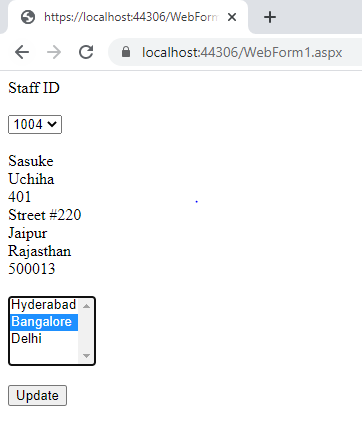 https://localhost:44306/WebForm
localhost:44306/WebForm1.aspx
Staff ID
1004
Sasuke
Uchiha
401
Street #220
Jaipur
Rajasthan
500013
Hyderabad
Bangalore
Delhi
Update